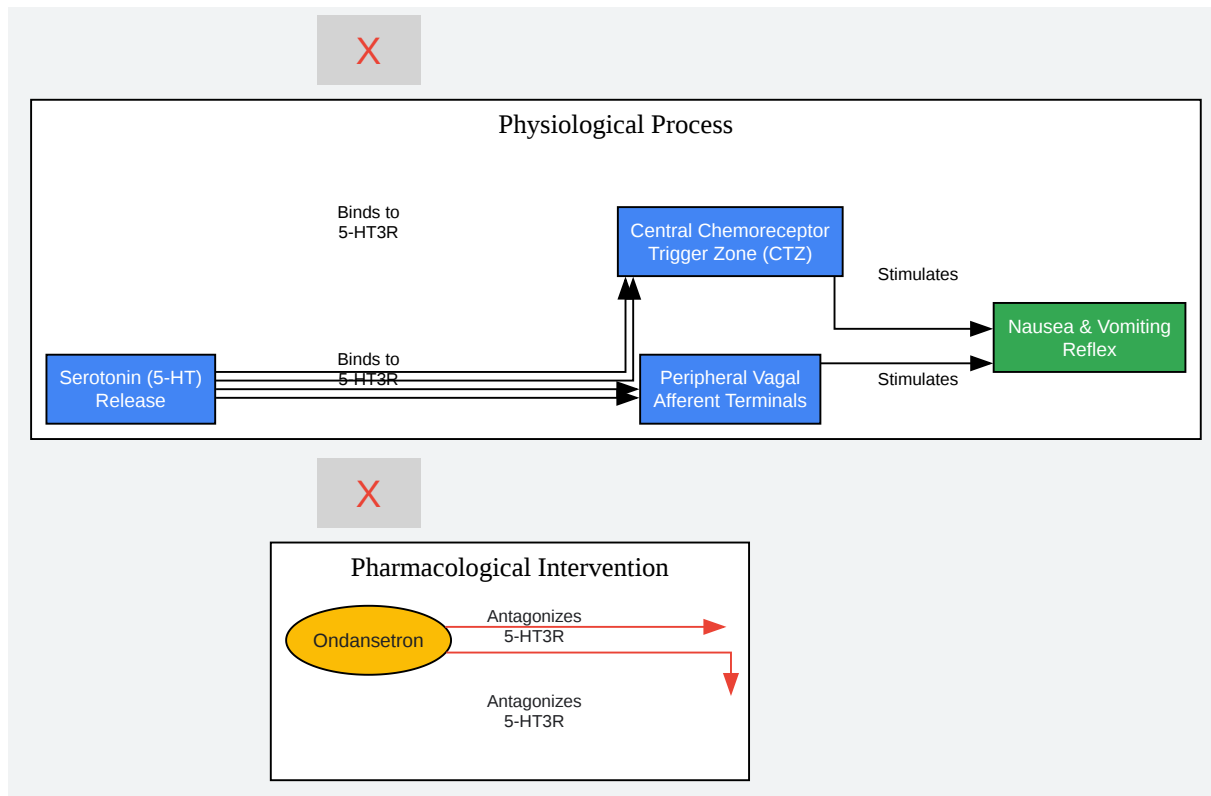 X
Physiological Process
Binds to
5-HT3R
Central Chemoreceptor
Trigger Zone (CTZ)
Stimulates
Nausea & Vomiting
Reflex
Binds to
5-HT3R
Serotonin (5-HT)
Release
Peripheral Vagal
Afferent Terminals
Stimulates
X
Pharmacological Intervention
Ondansetron
Antagonizes
5-HT3R
Antagonizes
5-HT3R